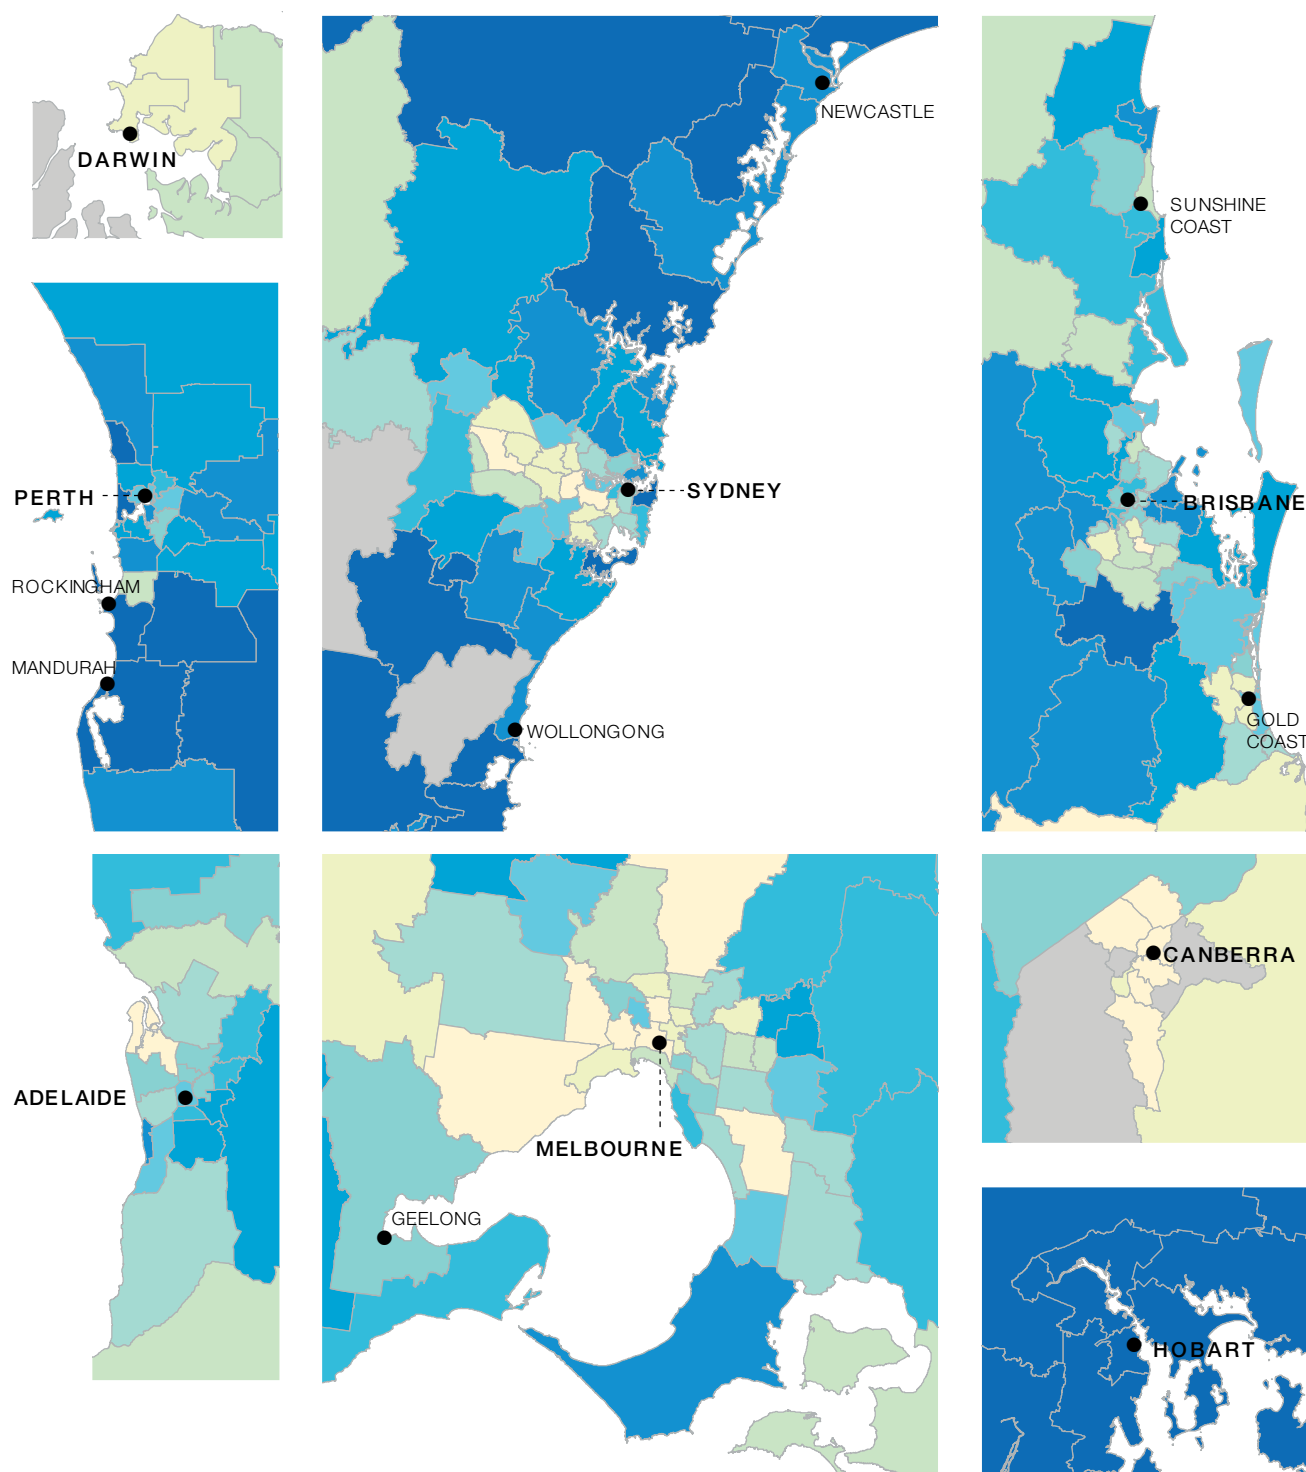 DARWIN
NEWCASTLE
SUNSHINE
COAST
PERTH
SYDNEY
BRISBANE
ROCKINGHAM
MANDURAH
WOLLONGONG
GOLD
COAST
CANBERRA
ADELAIDE
MELBOURNE
GEELONG
HOBART